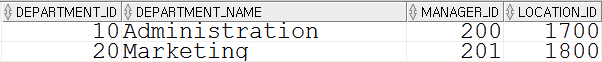 DEPARTMENT_ID DEPARTMENT_NAME MANAGER_ID LOCATION_ID
10 Administration 200 1700
20 Marketing 201 1800